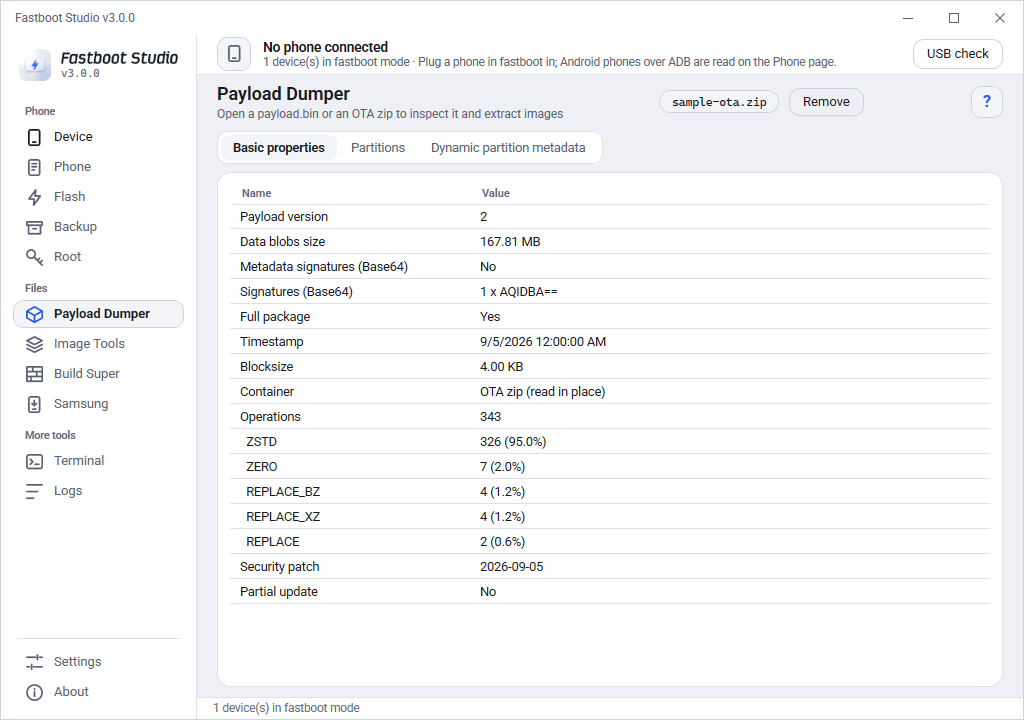 Fastboot Studio v3.0.0
Fastboot Studio
v3.0.0
Phone
Device
Phone
Flash
Backup
Root
Files
Payload Dumper
Image Tools
Build Super
Samsung
More tools
Terminal
Logs
Settings
About
No phone connected
1 device(s) in fastboot mode · Plug a phone in fastboot in; Android phones over ADB are read on the Phone page.
USB check
Payload Dumper
Open a payload.bin or an OTA zip to inspect it and extract images
sample-ota.zip
Remove
?
Basic properties Partitions Dynamic partition metadata
Name Value
Payload version 2
Data blobs size 167.81 MB
Metadata signatures (Base64) No
Signatures (Base64) 1 x AQIDBA==
Full package Yes
Timestamp 9/5/2026 12:00:00 AM
Blocksize 4.00 KB
Container OTA zip (read in place)
Operations 343
ZSTD 326 (95.0%)
ZERO 7 (2.0%)
REPLACE_BZ 4 (1.2%)
REPLACE_XZ 4 (1.2%)
REPLACE 2 (0.6%)
Security patch 2026-09-05
Partial update No
1 device(s) in fastboot mode